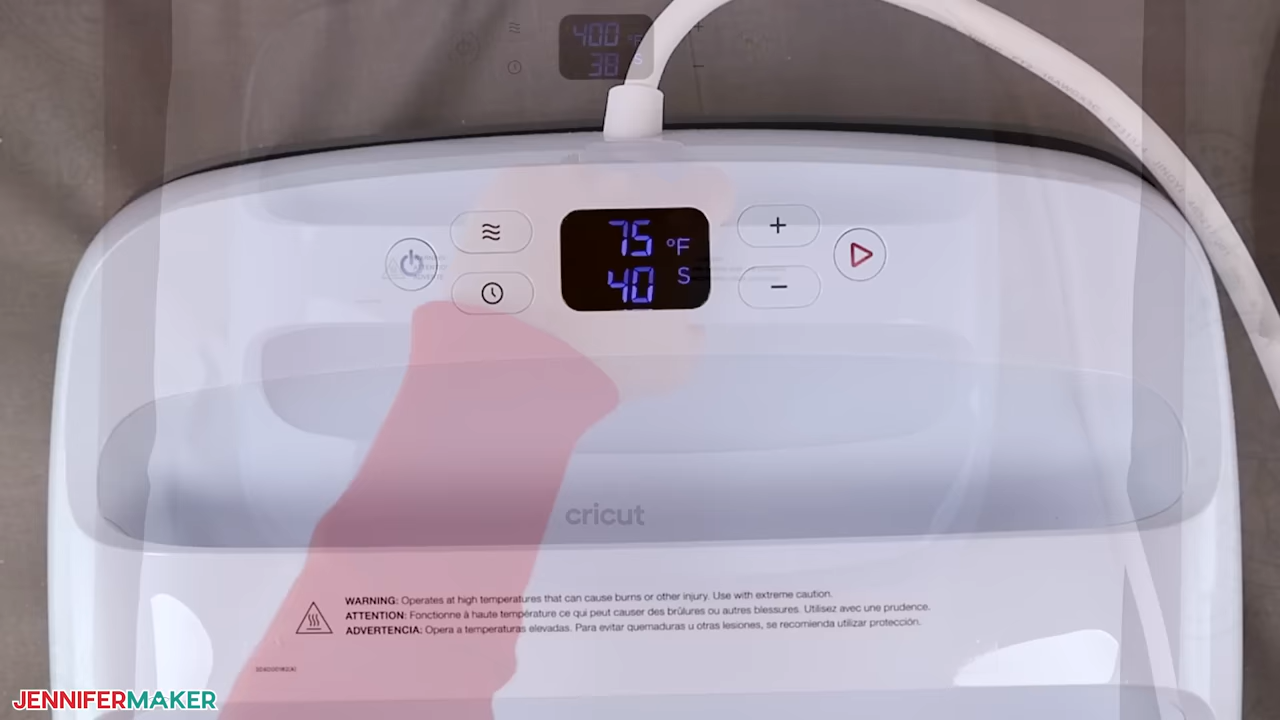 400 °F
38 S
75 °F
40 S
cricut
WARNING: Operates at high temperatures that can cause burns or other injury. Use with extreme caution.
ATTENTION: Fonctionne à haute température ce qui peut causer des brûlures ou autres blessures. Utilisez avec une prudence.
ADVERTENCIA: Opera a temperaturas elevadas. Para evitar quemaduras u otras lesiones, se recomienda utilizar protección.
JENNIFERMAKER